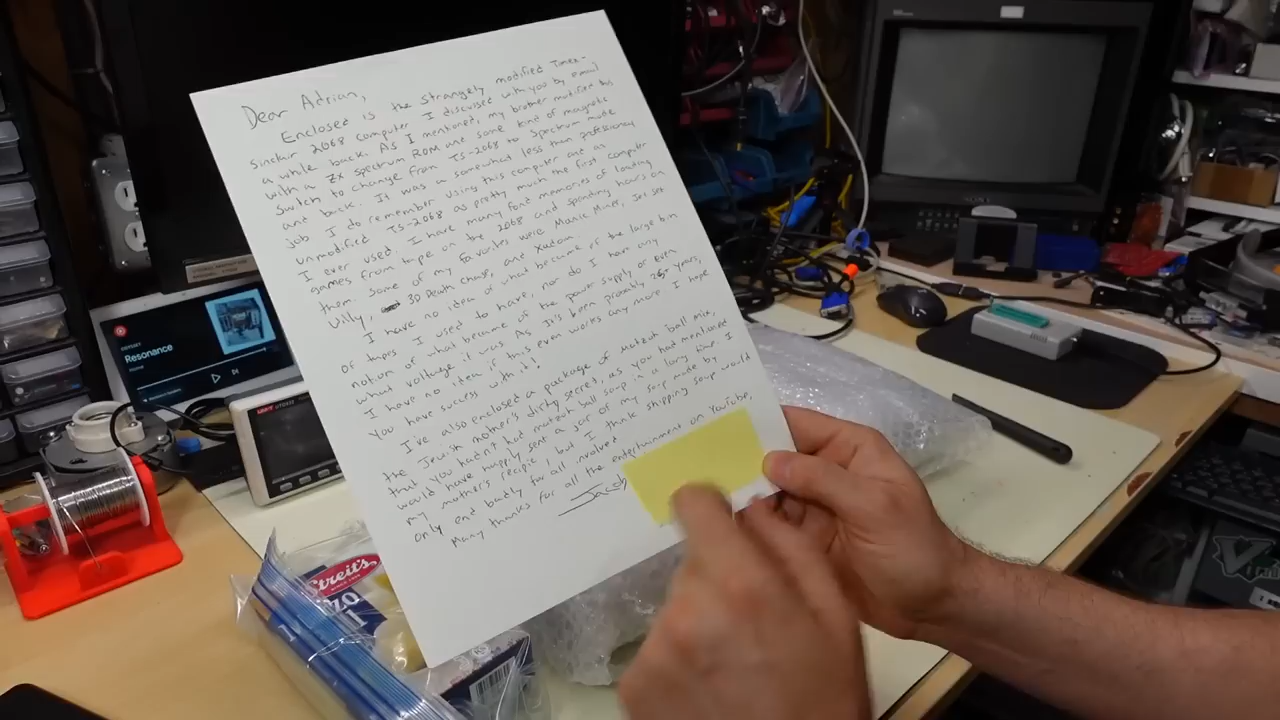 Dear Adrian,
Enclosed is the strangely modified Timex-
Sinclair 2068 computer I discussed with you by email
a while back. As I mentioned, my brother modified this
with a ZX Spectrum ROM and some kind of magnetic
switch to change from TS-2068 to Spectrum mode
and back. It was a somewhat less than professional
job. I do remember using this computer as
unmodified TS-2068 as pretty much the first computer
I ever used. I have many fond memories of loading
games from tape on the 2068 and spending hours on
them. Some of my favorites were Manic Miner, Jet Set
Willy, 3D Death Chase, and Xadom.
I have no idea of what became of the large bin
of tapes I used to have, nor do I have any
notion of what became of the power supply or even
what voltage it was. As it's been probably 25+ years,
I have no idea if this even works any more. I hope
you have success with it!
I've also enclosed a package of matzoh ball mix,
the Jewish mother's dirty secret, as you had mentioned
that you hadn't had matzoh ball soup in a long time. I
would have happily sent a jar of my soup made by
my mother's recipe, but I think shipping soup would
only end badly for all involved.
Many thanks for all the entertainment on YouTube,
Jacob
Resonance
Home
UNI-T
Streit's
SONY